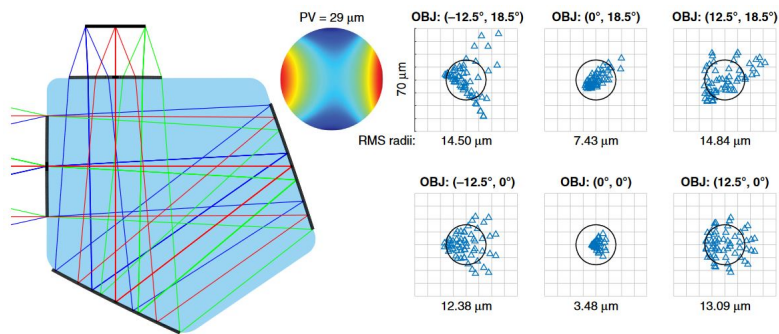 PV = 29 μm
OBJ: (−12.5°, 18.5°) OBJ: (0°, 18.5°) OBJ: (12.5°, 18.5°)
70 μm
RMS radii: 14.50 μm 7.43 μm 14.84 μm
OBJ: (−12.5°, 0°) OBJ: (0°, 0°) OBJ: (12.5°, 0°)
12.38 μm 3.48 μm 13.09 μm